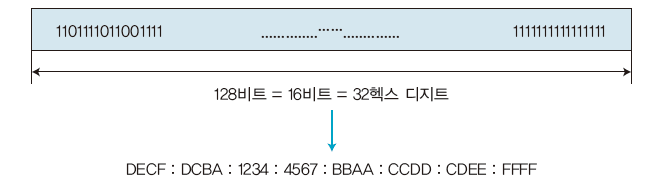 1101111011001111 ................................ 1111111111111111
128비트 = 16비트 = 32헥스 디지트
DECF : DCBA : 1234 : 4567 : BBAA : CCDD : CDEE : FFFF